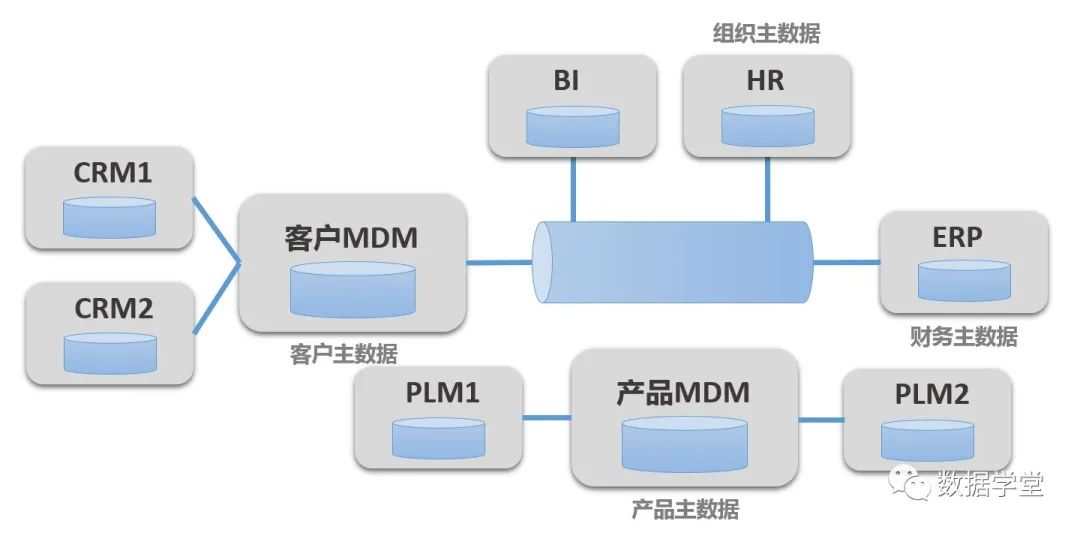 组织主数据
BI
HR
CRM1
客户MDM
ERP
CRM2
客户主数据
财务主数据
PLM1
产品MDM
PLM2
产品主数据
数据学堂